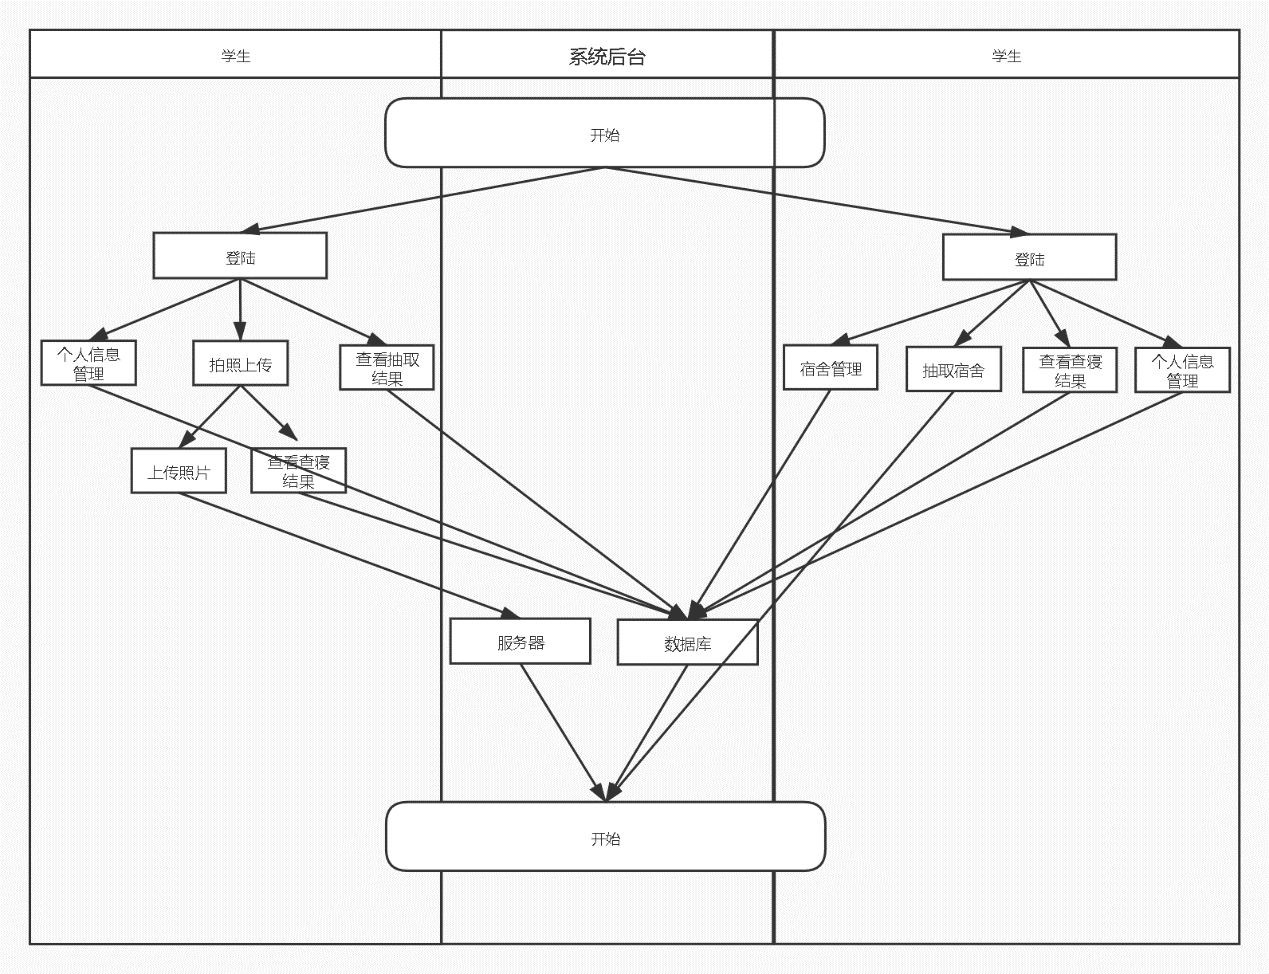 学生
系统后台
学生
开始
登陆
登陆
个人信息
管理
拍照上传
查看抽取
结果
宿舍管理
抽取宿舍
查看查寝
结果
个人信息
管理
上传照片
查看查寝
结果
服务器
数据库
开始